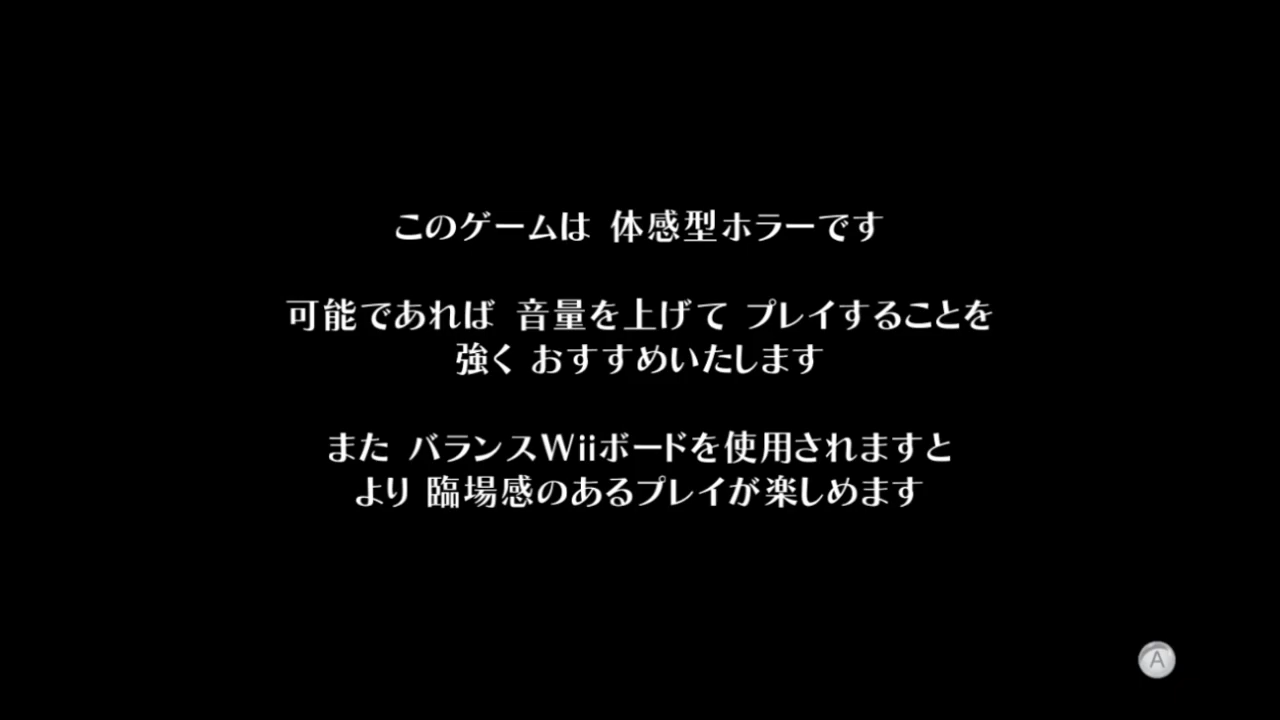 このゲームは 体感型ホラーです
可能であれば 音量を上げて プレイすることを
強く おすすめいたします
また バランスWiiボードを使用されますと
より 臨場感のあるプレイが楽しめます
A